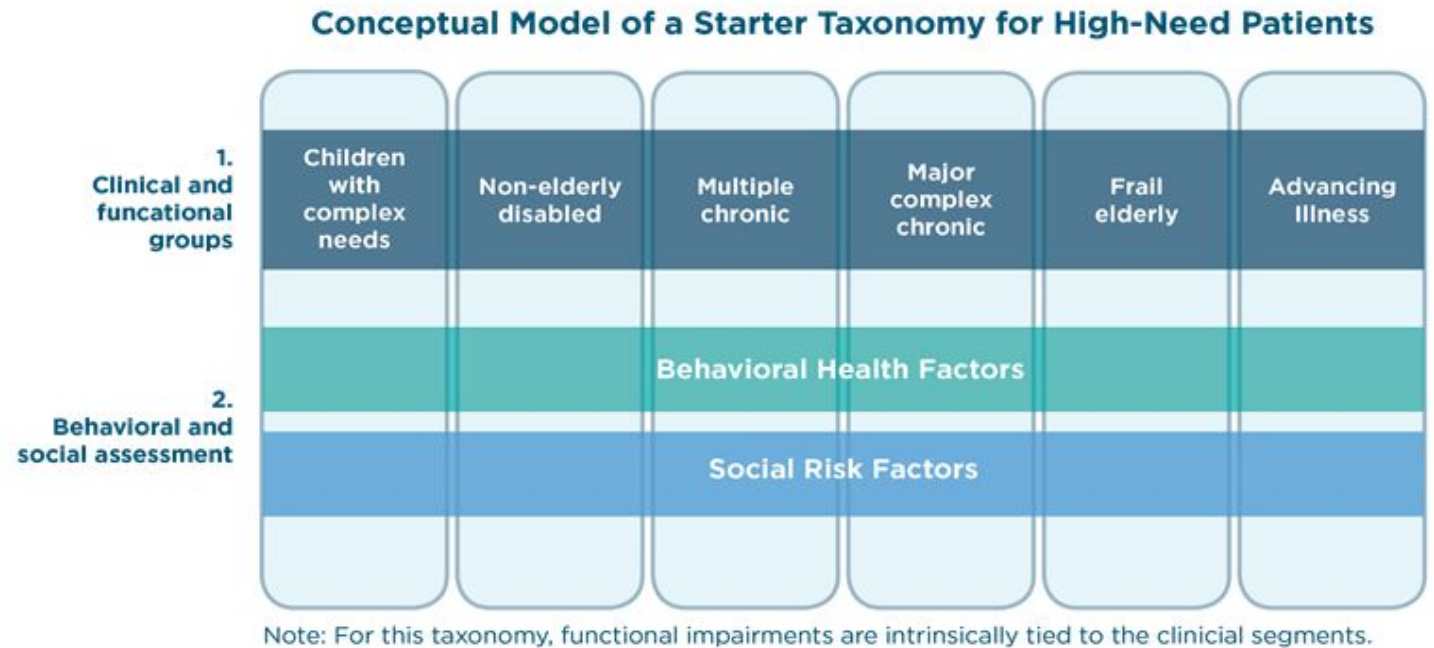 Conceptual Model of a Starter Taxonomy for High-Need Patients
1.
Clinical and
funcational
groups
Children
with
complex
needs
Non-elderly
disabled
Multiple
chronic
Major
complex
chronic
Frail
elderly
Advancing
Illness
2.
Behavioral and
social assessment
Behavioral Health Factors
Social Risk Factors
Note: For this taxonomy, functional impairments are intrinsically tied to the clinicial segments.